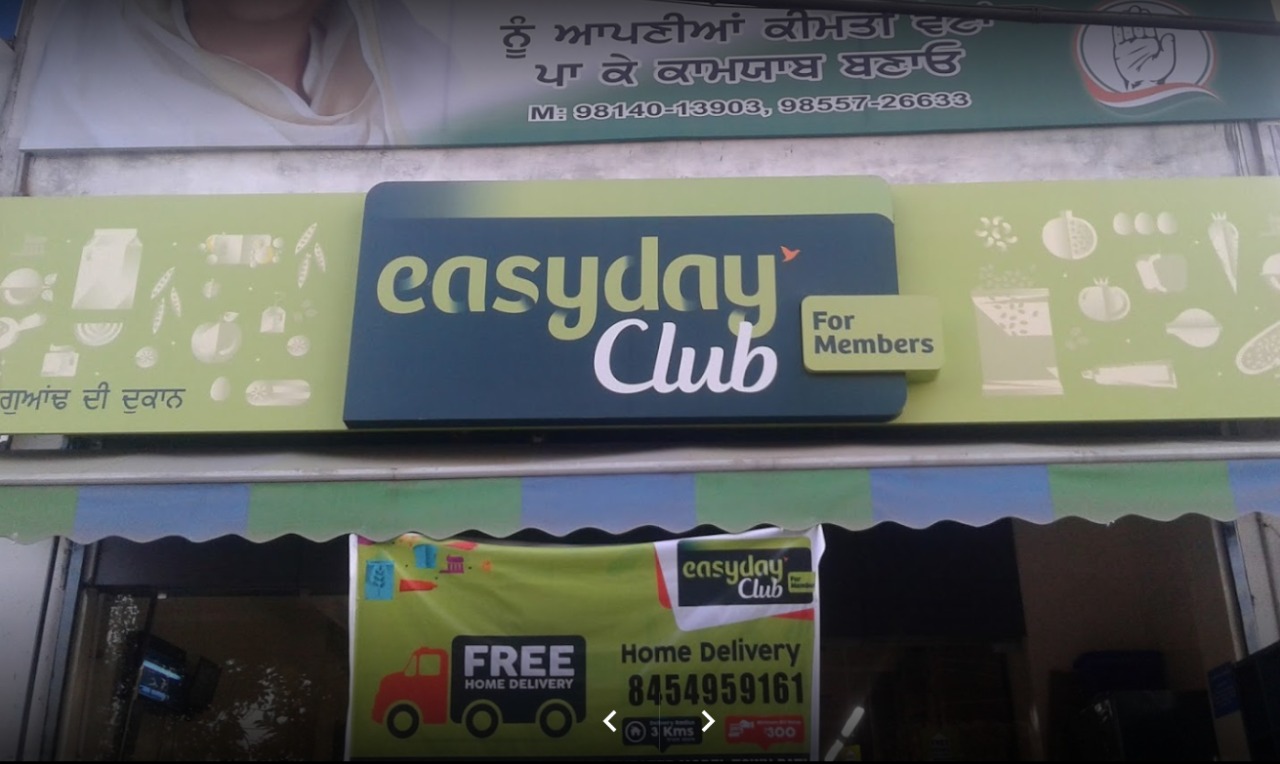 ਨੂੰ ਆਪਣੀਆਂ ਕੀਮਤੀ ਵੋਟਾਂ
ਪਾ ਕੇ ਕਾਮਯਾਬ ਬਣਾਓ
M: 98140-13903, 98557-26633
easyday
Club
For
Members
ਗੁਆਂਢ ਦੀ ਦੁਕਾਨ
easyday
Club
For
FREE
HOME DELIVERY
Home Delivery
8454959161
3 Kms
300